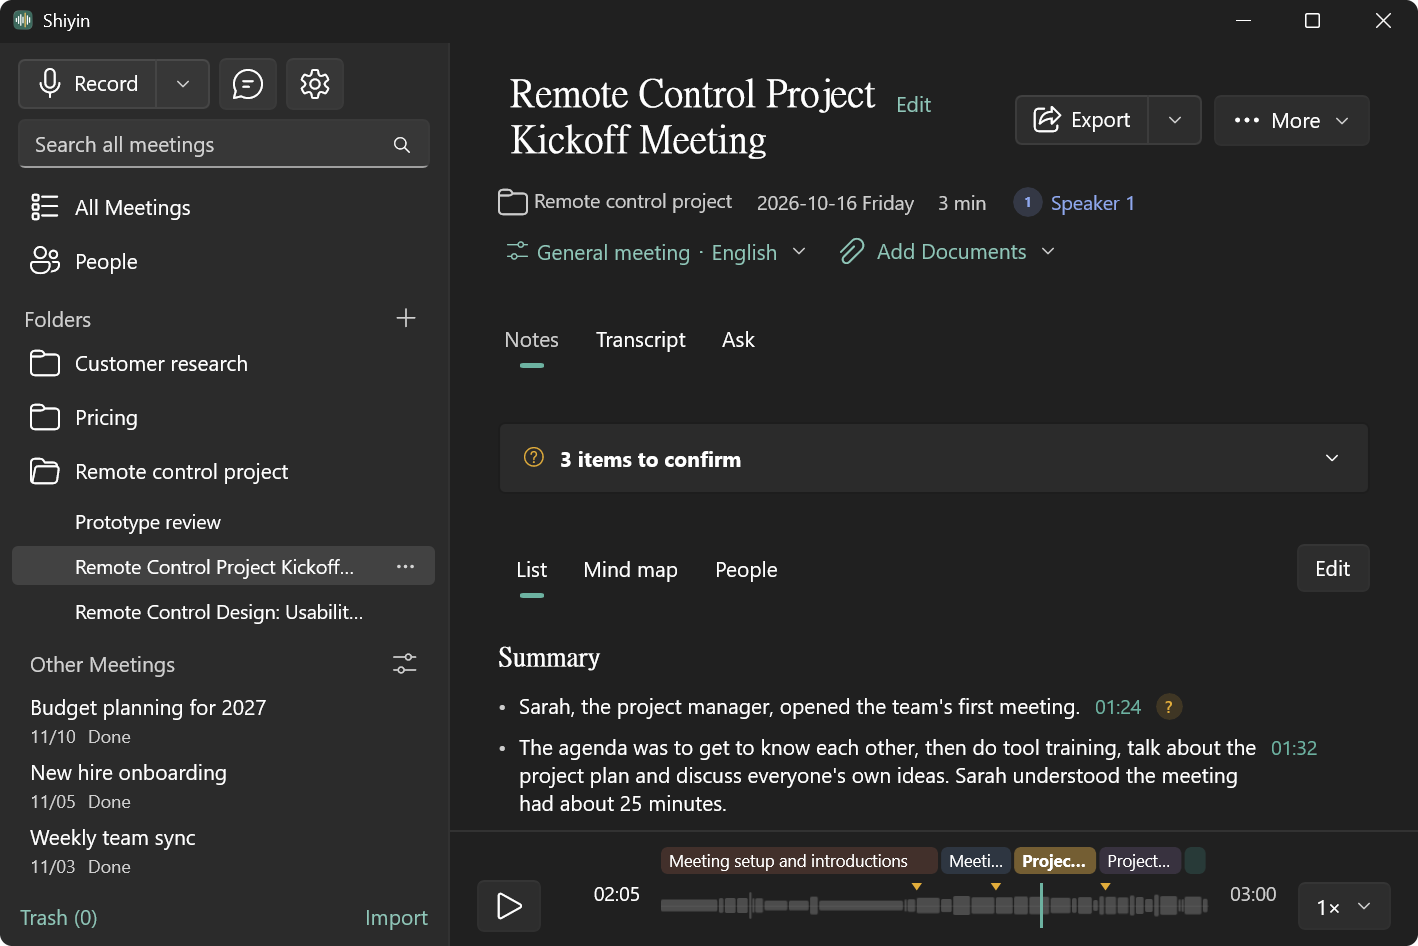 Shiyin
Record
Search all meetings
All Meetings
People
Folders
Customer research
Pricing
Remote control project
Prototype review
Remote Control Project Kickoff...
Remote Control Design: Usabilit...
Other Meetings
Budget planning for 2027
11/10 Done
New hire onboarding
11/05 Done
Weekly team sync
11/03 Done
Trash (0) Import
Remote Control Project
Kickoff Meeting
Edit
Export
More
Remote control project 2026-10-16 Friday 3 min 1 Speaker 1
General meeting · English Add Documents
Notes Transcript Ask
? 3 items to confirm
List Mind map People Edit
Summary
• Sarah, the project manager, opened the team's first meeting. 01:24 ?
• The agenda was to get to know each other, then do tool training, talk about the 01:32
project plan and discuss everyone's own ideas. Sarah understood the meeting
had about 25 minutes.
Meeting setup and introductions Meeti... Projec... Project...
02:05 03:00 1×